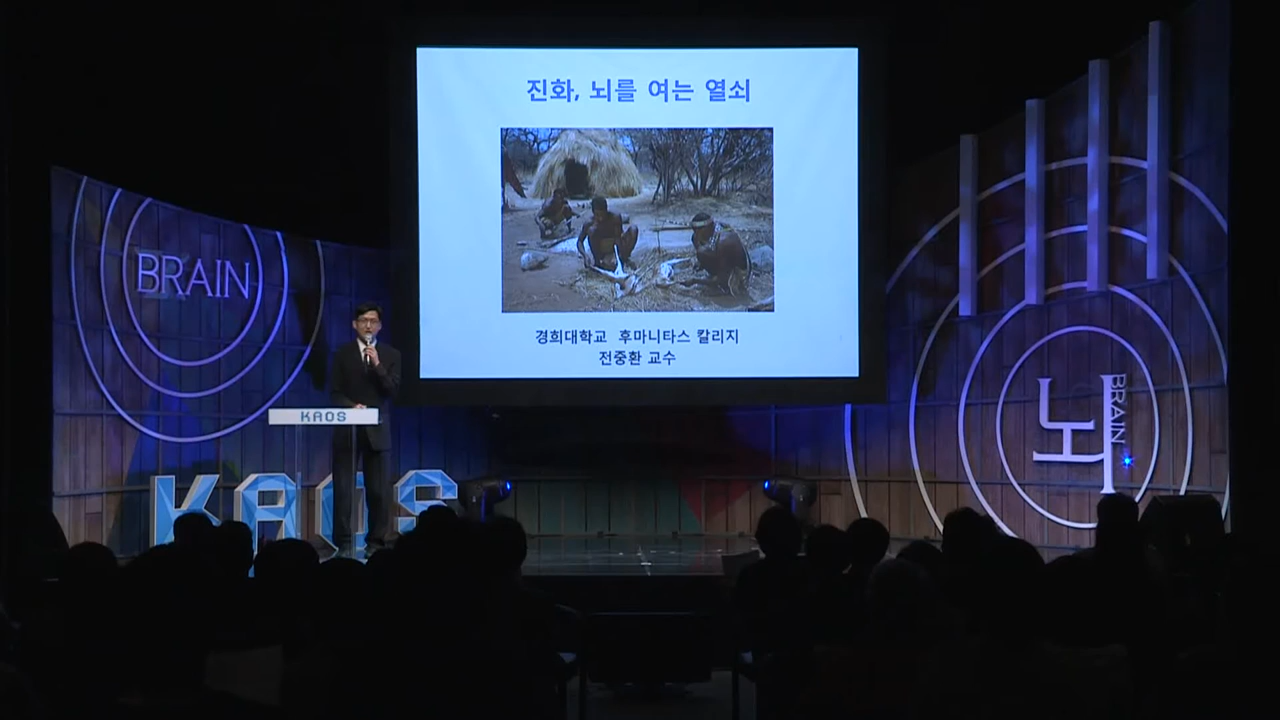 진화, 뇌를 여는 열쇠
경희대학교 후마니타스 칼리지
전중환 교수
BRAIN
KAOS
KAOS
뇌
BRAIN